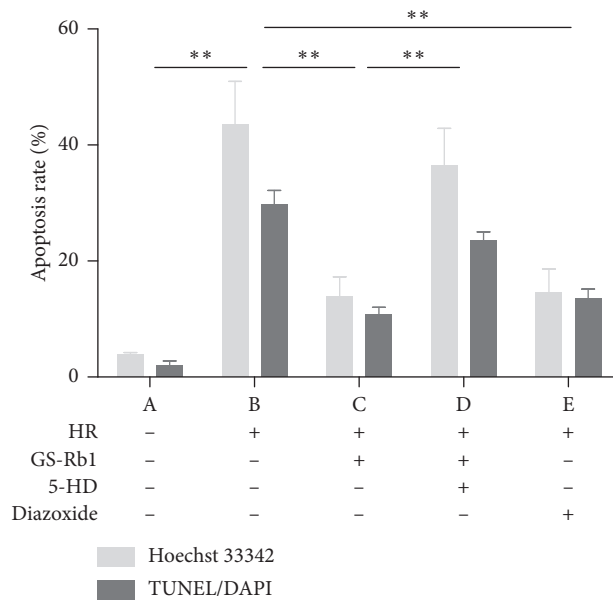 **
60
** ** **
40
Apoptosis rate (%)
20
0
A B C D E
HR – + + + +
GS-Rb1 – – + + –
5-HD – – – + –
Diazoxide – – – – +
Hoechst 33342
TUNEL/DAPI